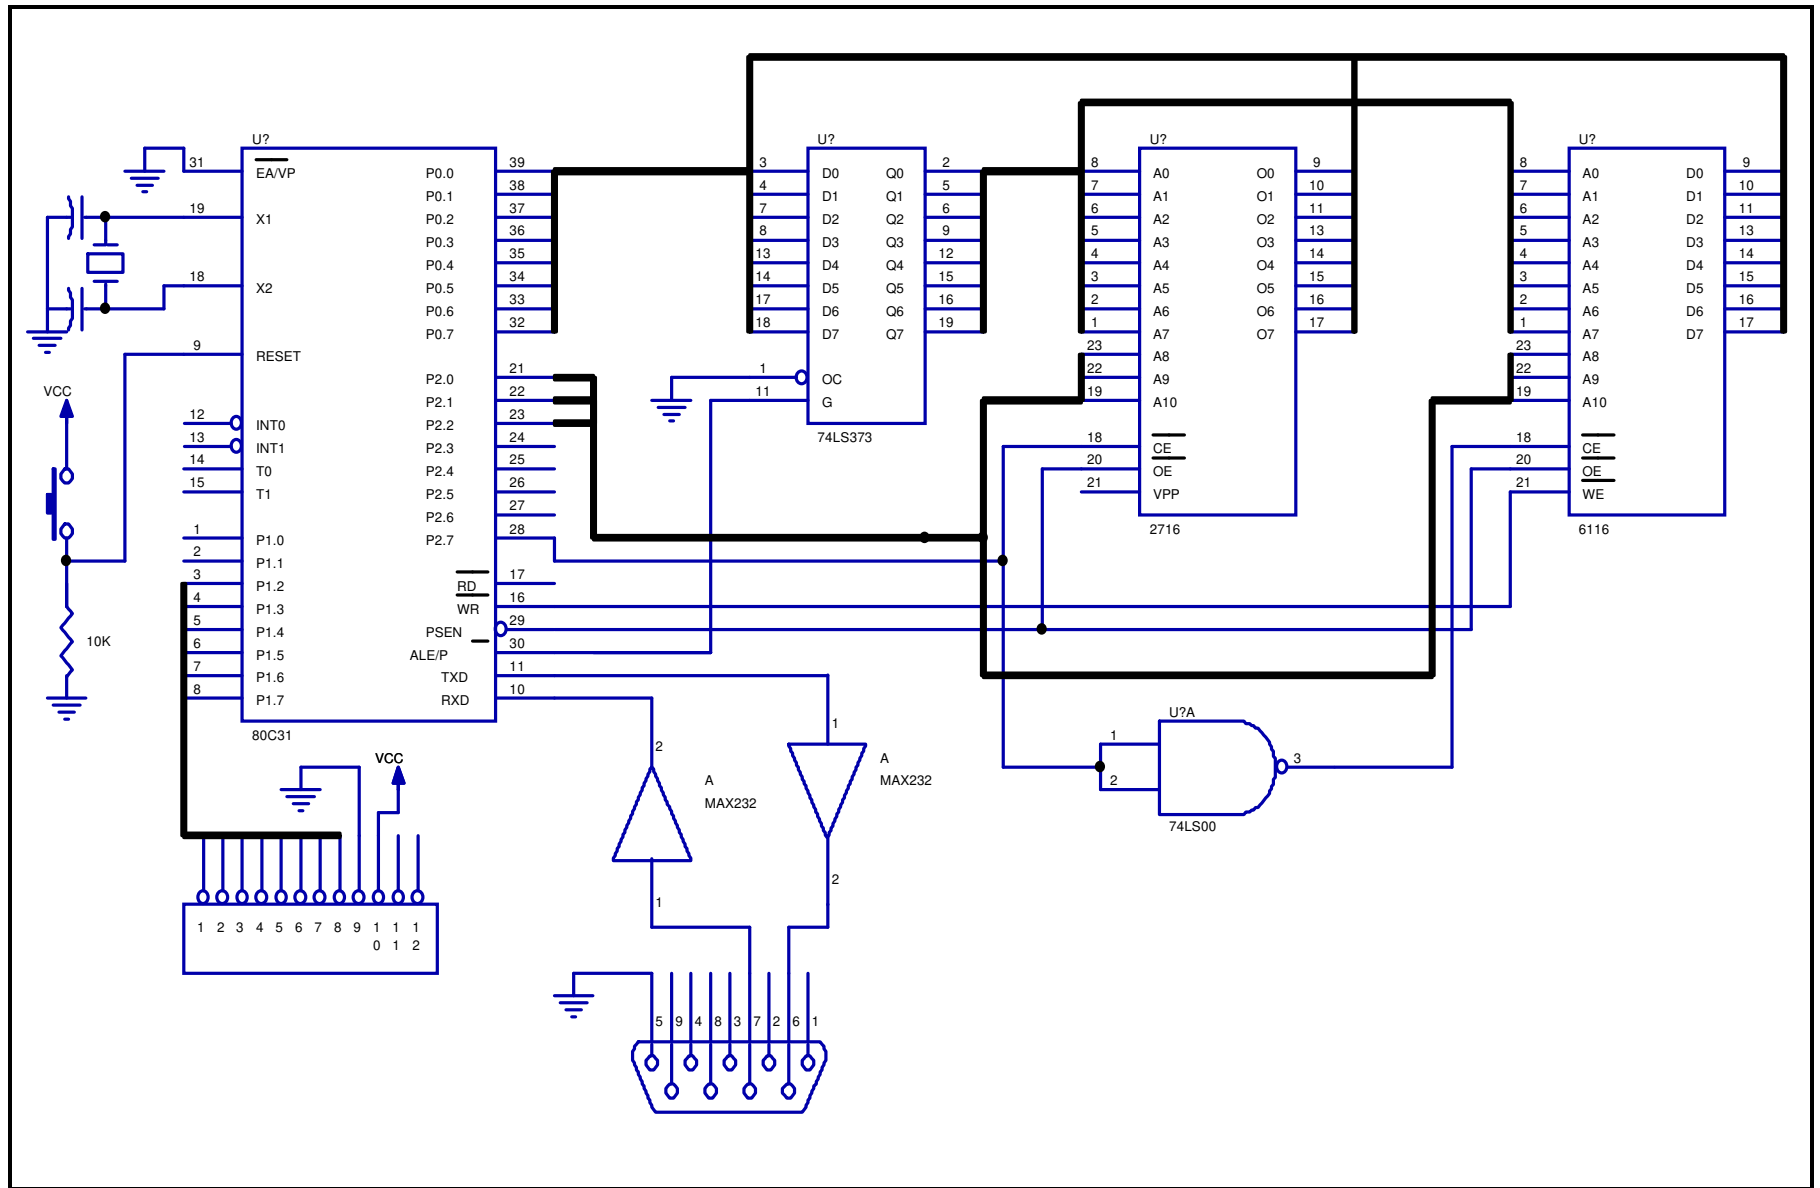 U? U? U? U?
31 EA/VP P0.0 39 3 D0 Q0 2 8 A0 O0 9 8 A0 D0 9
P0.1 38 4 D1 Q1 5 7 A1 O1 10 7 A1 D1 10
19 X1 P0.2 37 7 D2 Q2 6 6 A2 O2 11 6 A2 D2 11
P0.3 36 8 D3 Q3 9 5 A3 O3 13 5 A3 D3 13
P0.4 35 13 D4 Q4 12 4 A4 O4 14 4 A4 D4 14
18 X2 P0.5 34 14 D5 Q5 15 3 A5 O5 15 3 A5 D5 15
P0.6 33 17 D6 Q6 16 2 A6 O6 16 2 A6 D6 16
P0.7 32 18 D7 Q7 19 1 A7 O7 17 1 A7 D7 17
9 RESET 23 A8 23 A8
P2.0 21 1 OC 22 A9 22 A9
VCC P2.1 22 11 G 19 A10 19 A10
12 INT0 P2.2 23
74LS373
13 INT1 P2.3 24 18 CE 18 CE
14 T0 P2.4 25 20 OE 20 OE
15 T1 P2.5 26 21 VPP 21 WE
P2.6 27
2716 6116
1 P1.0 P2.7 28
2 P1.1
3 P1.2 RD 17
4 P1.3 WR 16
5 P1.4 PSEN 29
10K
6 P1.5 ALE/P 30
7 P1.6 TXD 11
8 P1.7 RXD 10
U?A
80C31
1 1
2 3
VCC A A
MAX232 MAX232
2
74LS00
2
1
1 2 3 4 5 6 7 8 9 1 1 1
0 1 2
5 9 4 8 3 7 2 6 1